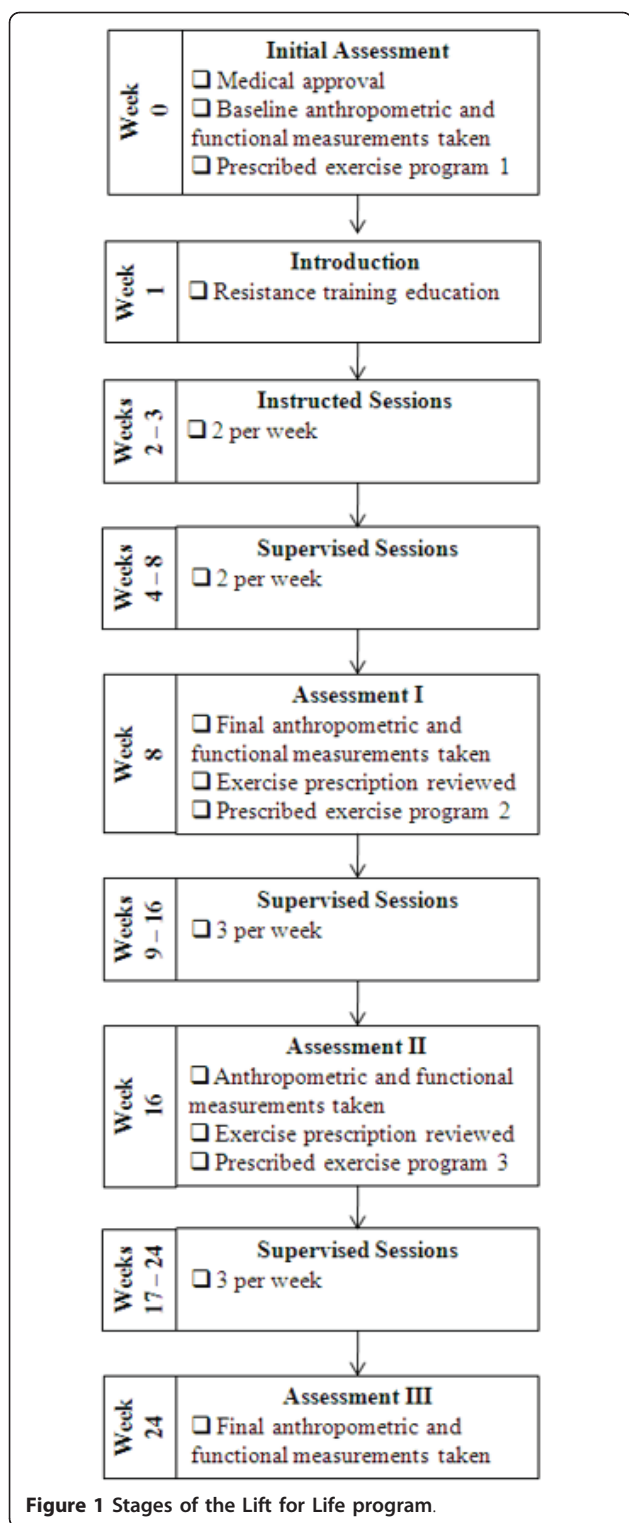 Week
0
Initial Assessment
❑ Medical approval
❑ Baseline anthropometric and
functional measurements taken
❑ Prescribed exercise program 1
Week
1
Introduction
❑ Resistance training education
Weeks
2 – 3
Instructed Sessions
❑ 2 per week
Weeks
4 – 8
Supervised Sessions
❑ 2 per week
Week
8
Assessment I
❑ Final anthropometric and
functional measurements taken
❑ Exercise prescription reviewed
❑ Prescribed exercise program 2
Weeks
9 – 16
Supervised Sessions
❑ 3 per week
Week
16
Assessment II
❑ Anthropometric and functional
measurements taken
❑ Exercise prescription reviewed
❑ Prescribed exercise program 3
Weeks
17 – 24
Supervised Sessions
❑ 3 per week
Week
24
Assessment III
❑ Final anthropometric and
functional measurements taken
Figure 1 Stages of the Lift for Life program.